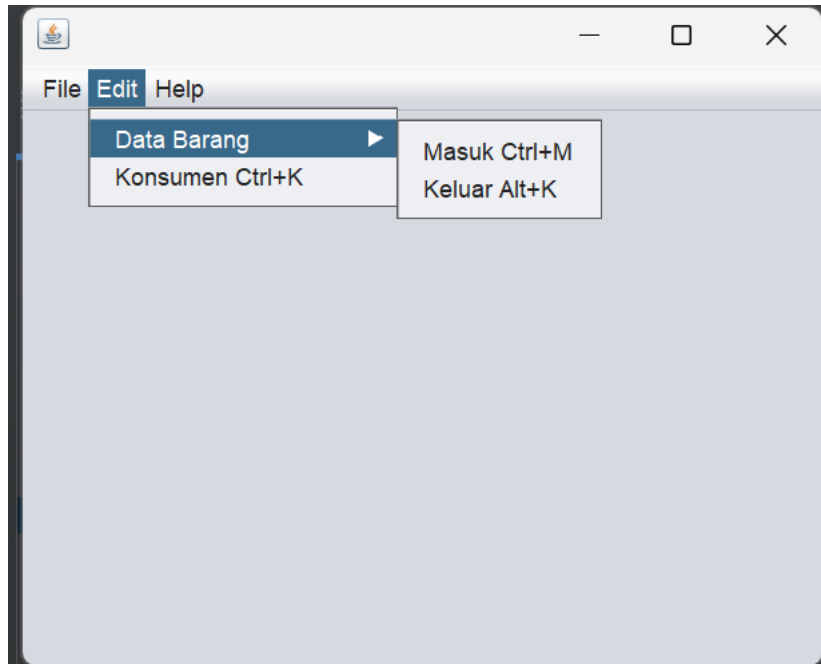 File Edit Help
Data Barang
Konsumen Ctrl+K
Masuk Ctrl+M
Keluar Alt+K